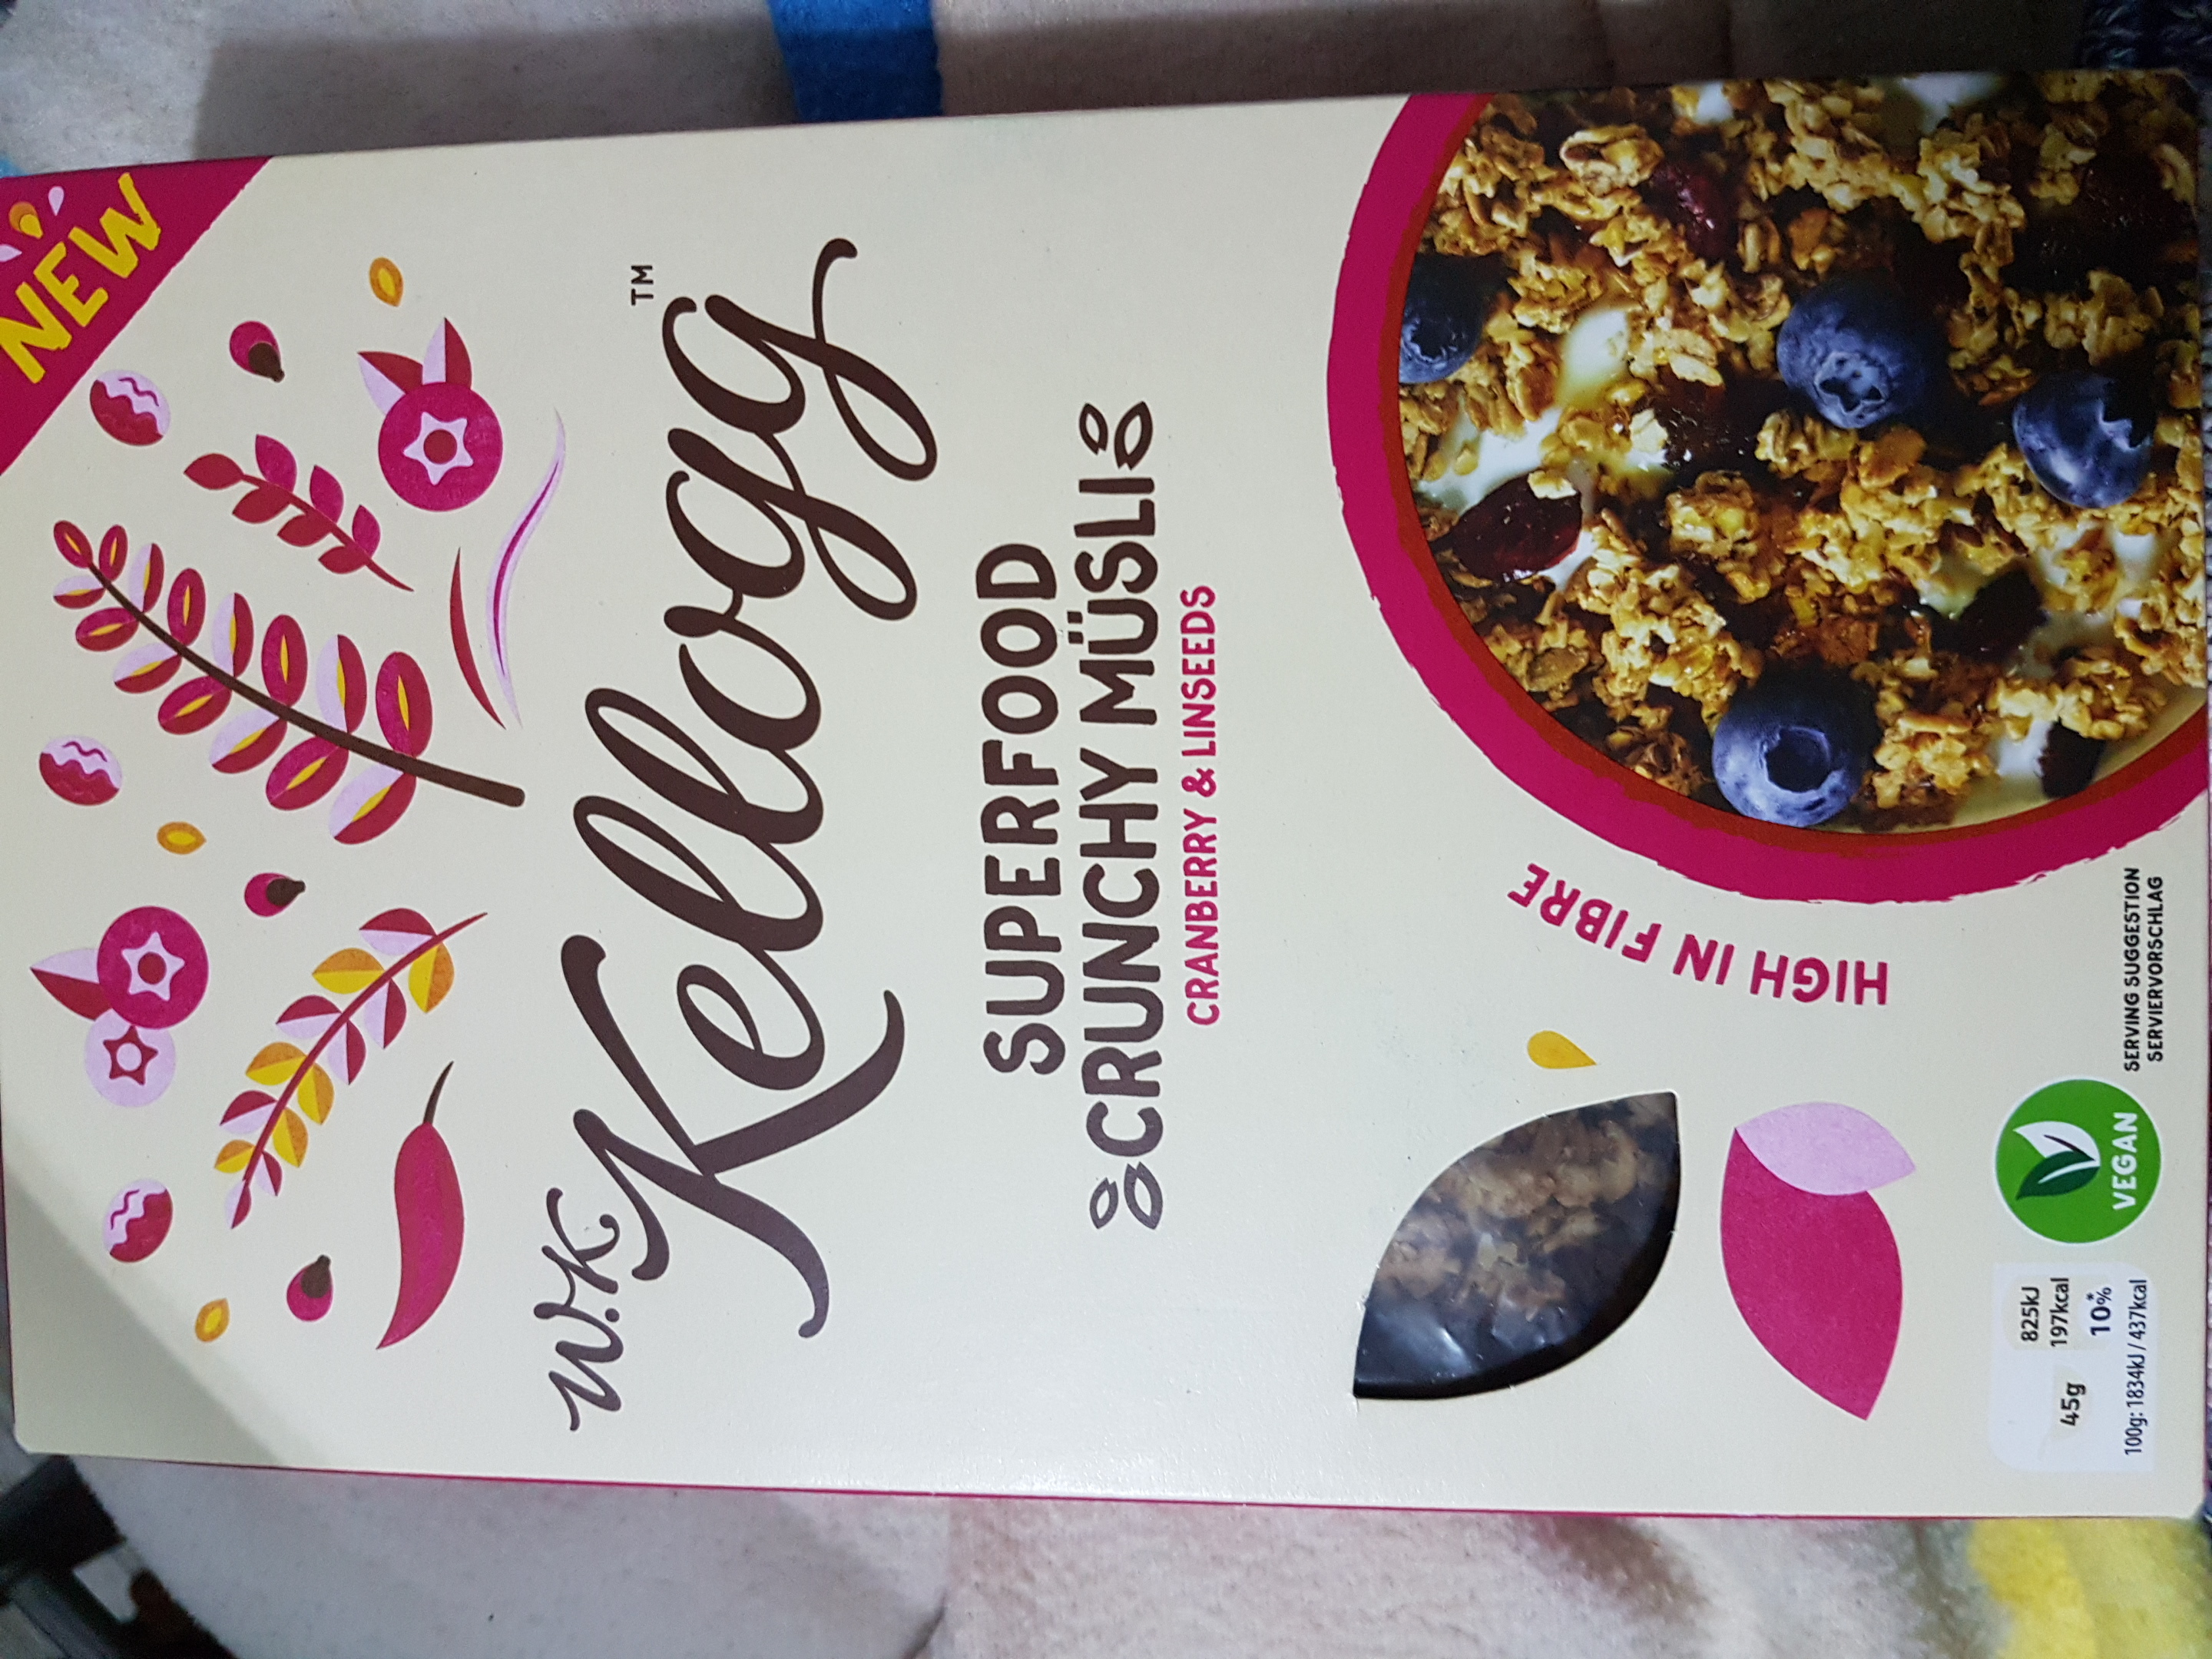 NEW
W.K
Kellogg™
SUPERFOOD
CRUNCHY MÜSLI
CRANBERRY & LINSEEDS
HIGH IN FIBRE
45g
825kJ
197kcal
10%*
100g: 1834kJ / 437kcal
VEGAN
SERVING SUGGESTION
SERVIERVORSCHLAG